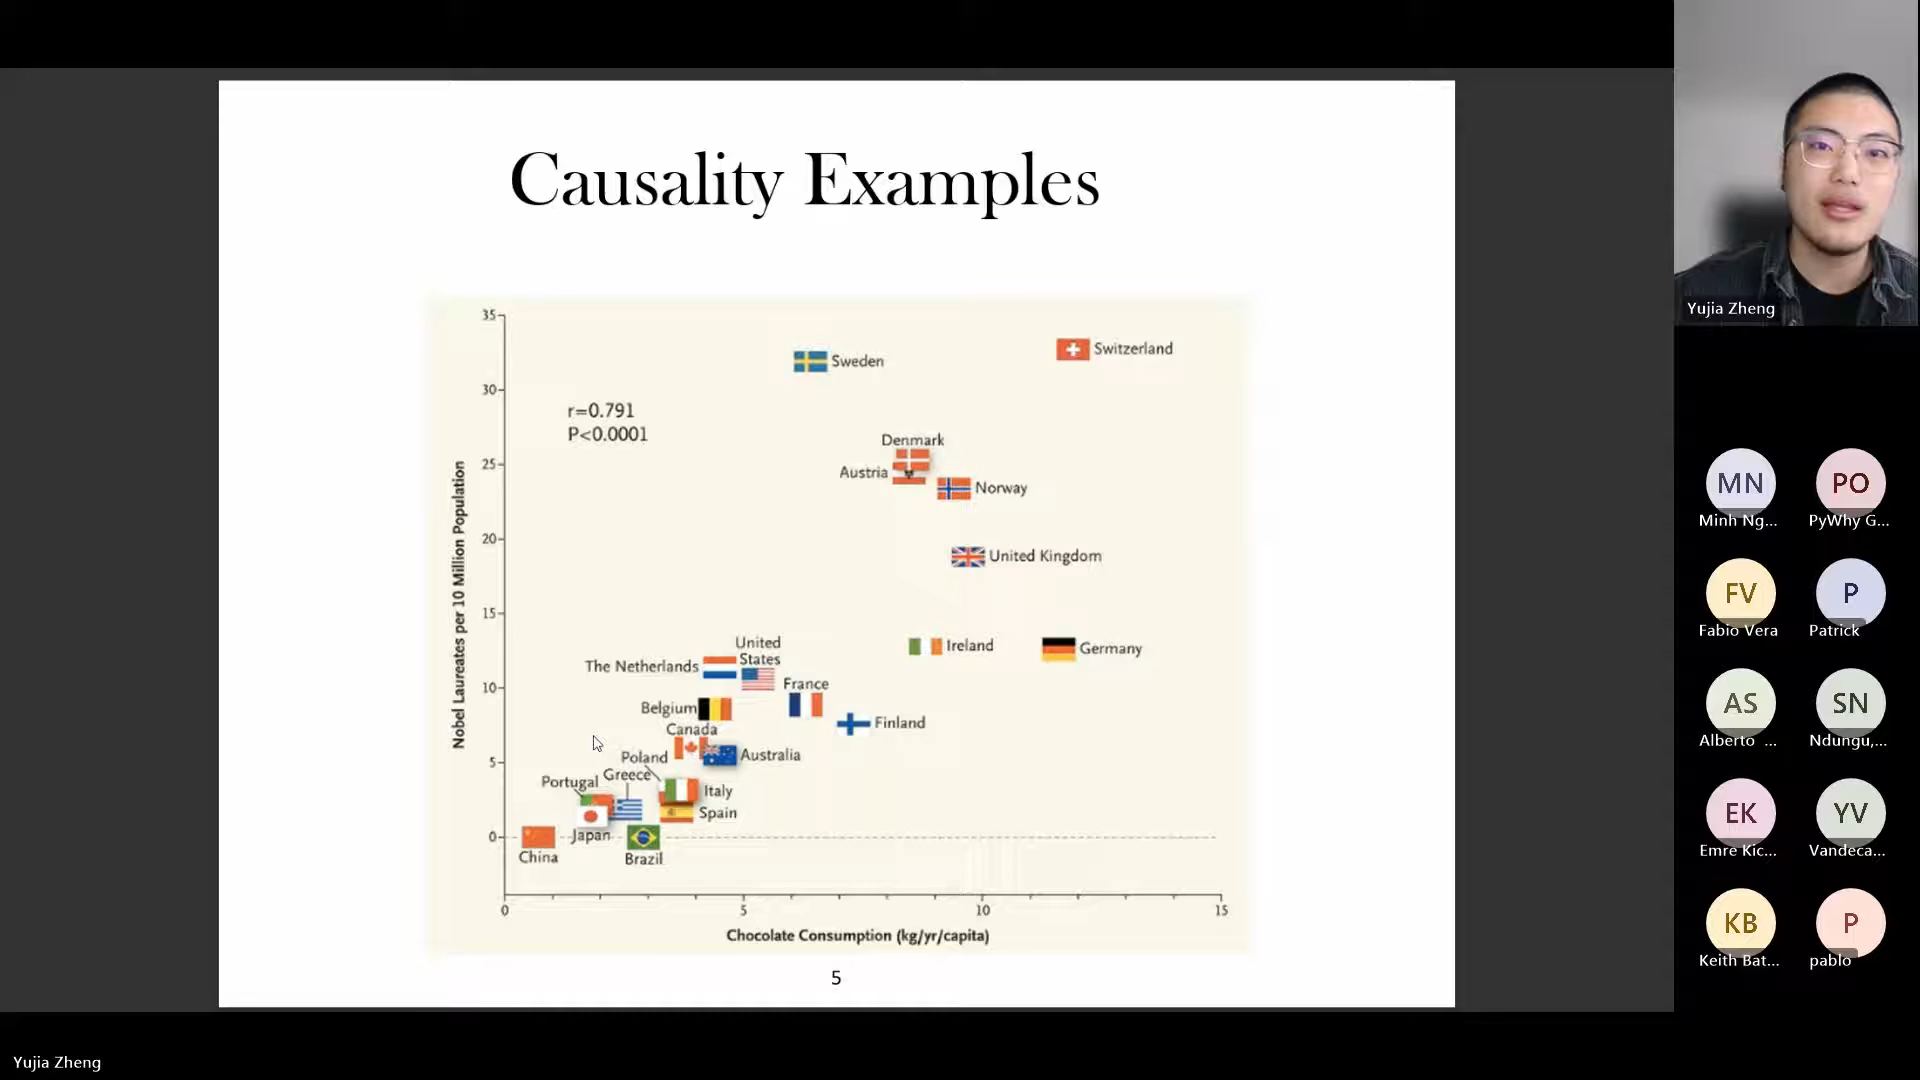 Causality Examples
35
30
25
20
15
10
5
0
Nobel Laureates per 10 Million Population
r=0.791
P<0.0001
Sweden
Switzerland
Denmark
Austria
Norway
United Kingdom
Ireland
Germany
United
States
The Netherlands
France
Belgium
Finland
Canada
Australia
Poland
Greece
Portugal
Italy
Spain
Japan
China
Brazil
0
5
10
15
Chocolate Consumption (kg/yr/capita)
5
Yujia Zheng
MN
Minh Ng...
PO
PyWhy G...
FV
Fabio Vera
P
Patrick
AS
Alberto ...
SN
Ndungu,...
EK
Emre Kic...
YV
Vandeca...
KB
Keith Bat...
P
pablo
Yujia Zheng